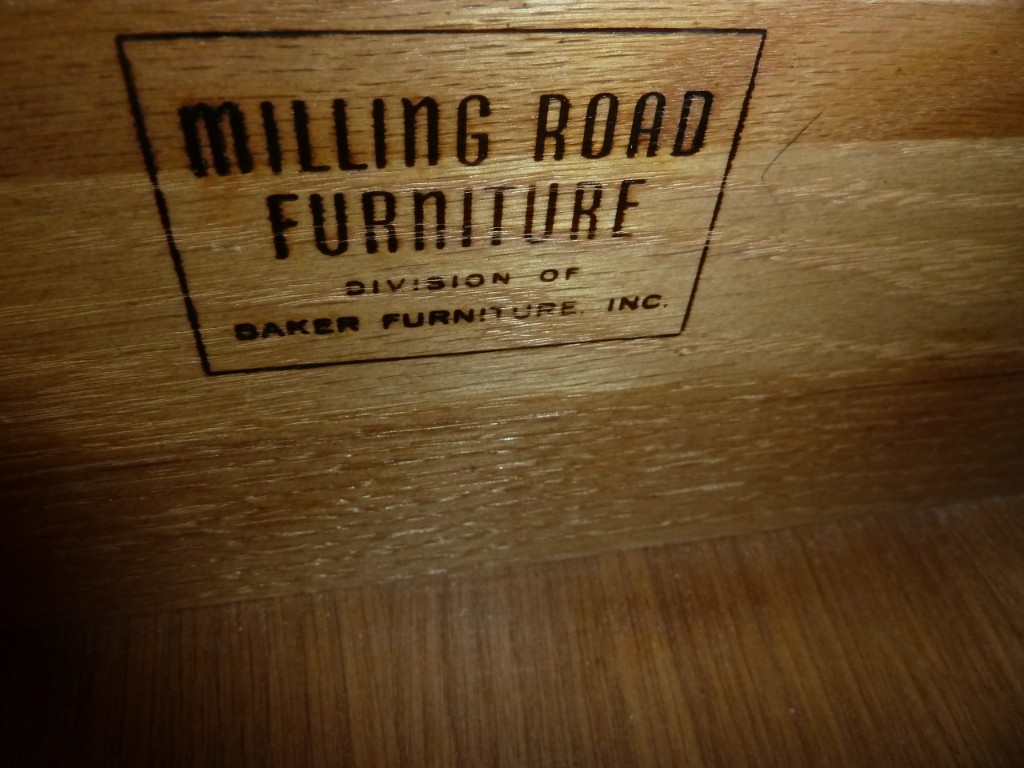 MILLING ROAD
FURNITURE
DIVISION OF
BAKER FURNITURE, INC.